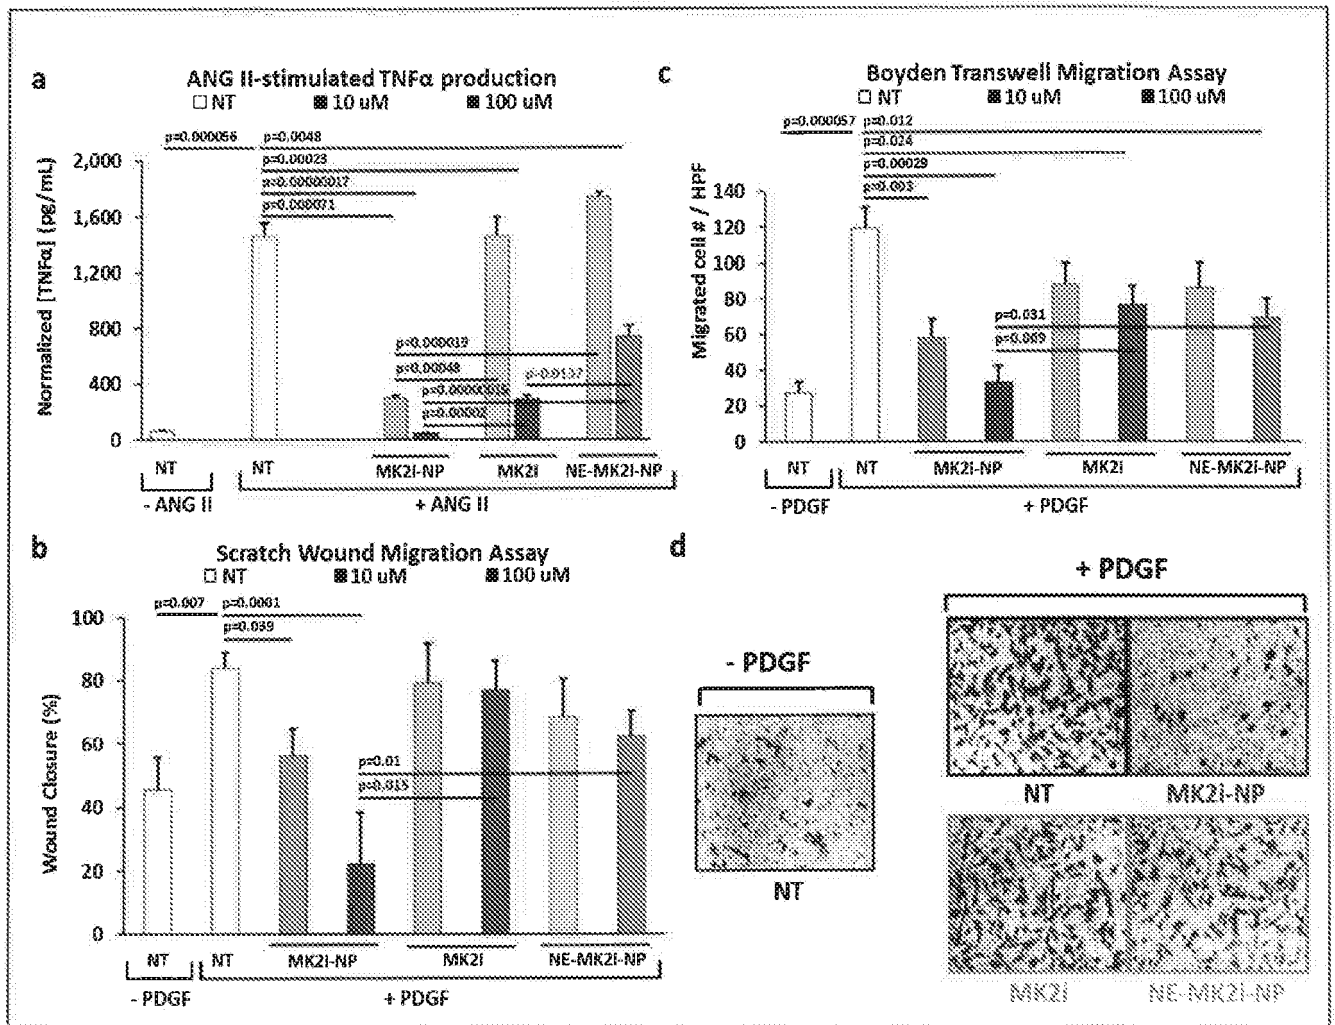 a
ANG II-stimulated TNFα production
NT 10 uM 100 uM
p=0.000056 p=0.0048
p=0.00023
p=0.00000017
p=0.000071
Normalized [TNFα] (pg/mL)
2,000
1,600
1,200
800
400
0
p=0.000019
p=0.00048
p=0.0137
p=0.00002
NT NT MK2i-NP MK2i NE-MK2i-NP
- ANG II + ANG II
c
Boyden Transwell Migration Assay
NT 10 uM 100 uM
p=0.000057 p=0.012
p=0.024
p=0.00029
p=0.003
Migrated cell # / HPF
140
120
100
80
60
40
20
0
p=0.031
p=0.009
NT NT MK2i-NP MK2i NE-MK2i-NP
- PDGF + PDGF
b
Scratch Wound Migration Assay
NT 10 uM 100 uM
p=0.007 p=0.0001
p=0.039
Wound Closure (%)
100
80
60
40
20
0
p=0.01
p=0.015
NT NT MK2i-NP MK2i NE-MK2i-NP
- PDGF + PDGF
d
+ PDGF
- PDGF
NT
NT MK2i-NP
MK2i NE-MK2i-NP